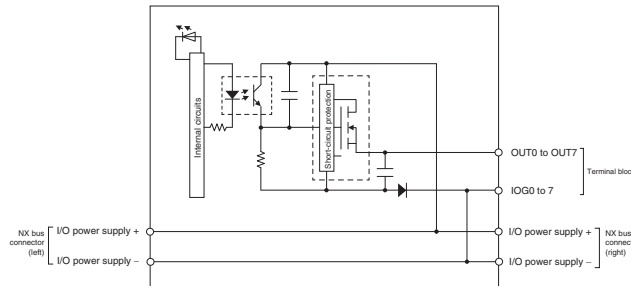 Internal circuits
Short-circuit protection
OUT0 to OUT7
IOG0 to 7
Terminal block
NX bus
connector
(left)
I/O power supply +
I/O power supply −
I/O power supply +
I/O power supply −
NX bus
connec
(right)